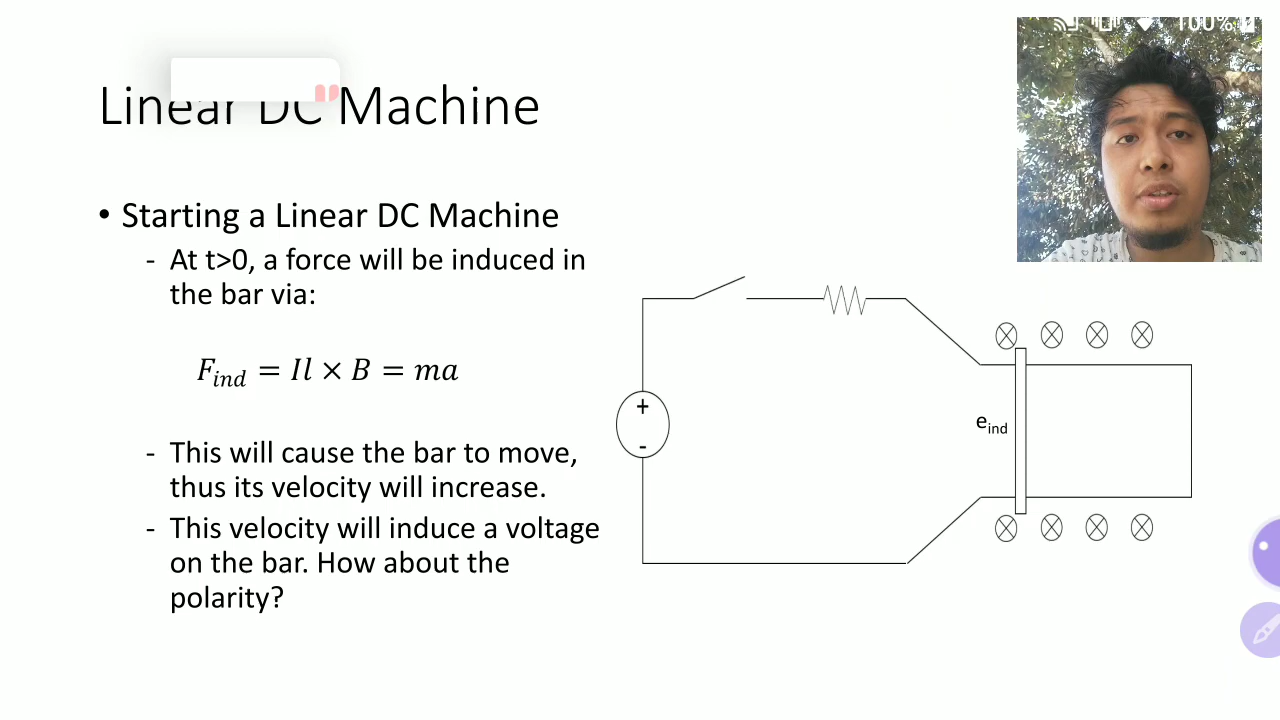 100%
Linear DC Machine
• Starting a Linear DC Machine
- At t>0, a force will be induced in
the bar via:
F_ind = Il × B = ma
- This will cause the bar to move,
thus its velocity will increase.
- This velocity will induce a voltage
on the bar. How about the
polarity?
+
-
e_ind